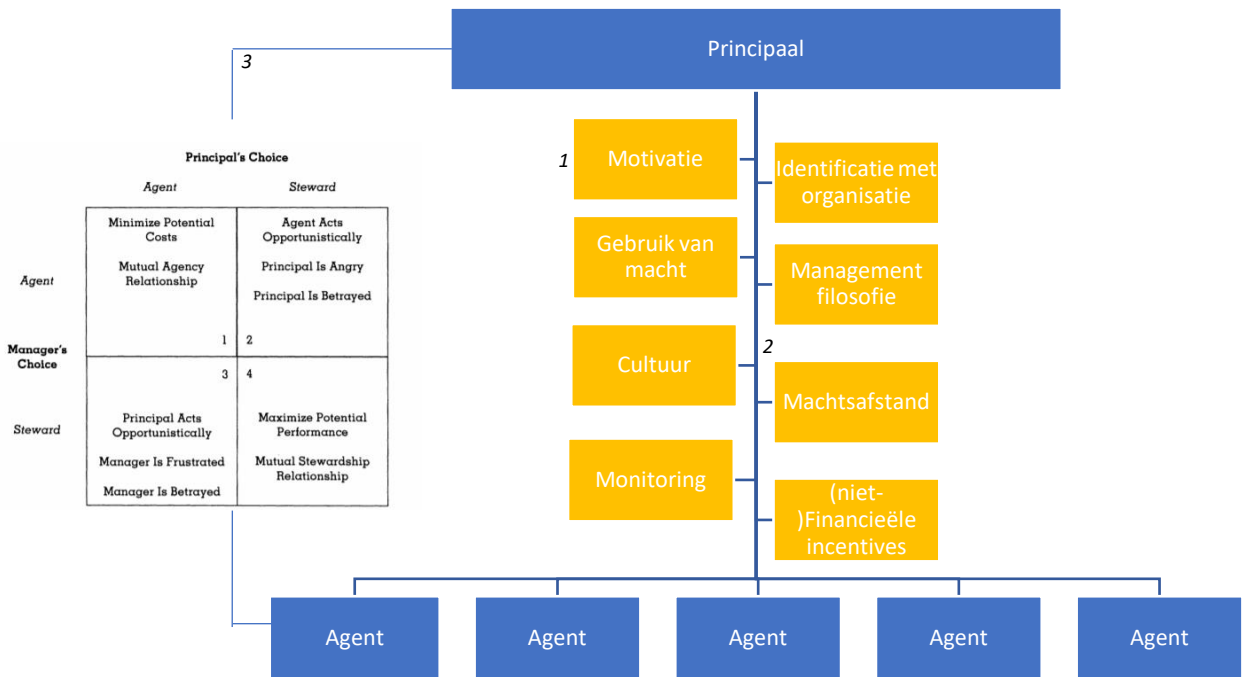 Principaal
3
Principal's Choice
Agent
Steward
Minimize Potential
Costs
Mutual Agency
Relationship
Agent Acts
Opportunistically
Principal Is Angry
Principal Is Betrayed
Agent
1
2
Manager's
Choice
3
4
Steward
Principal Acts
Opportunistically
Manager Is Frustrated
Manager Is Betrayed
Maximize Potential
Performance
Mutual Stewardship
Relationship
1
Motivatie
Identificatie met
organisatie
Gebruik van
macht
Management
filosofie
2
Cultuur
Machtsafstand
Monitoring
(niet-
)Financieële
incentives
Agent
Agent
Agent
Agent
Agent